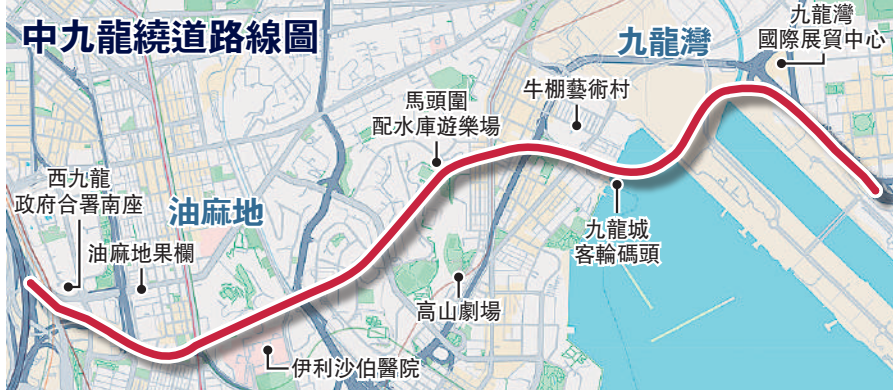 中九龍繞道路線圖
九龍灣
九龍灣
國際展貿中心
牛棚藝術村
馬頭圍
配水庫遊樂場
西九龍
政府合署南座
油麻地
油麻地果欄
九龍城
客輪碼頭
高山劇場
伊利沙伯醫院